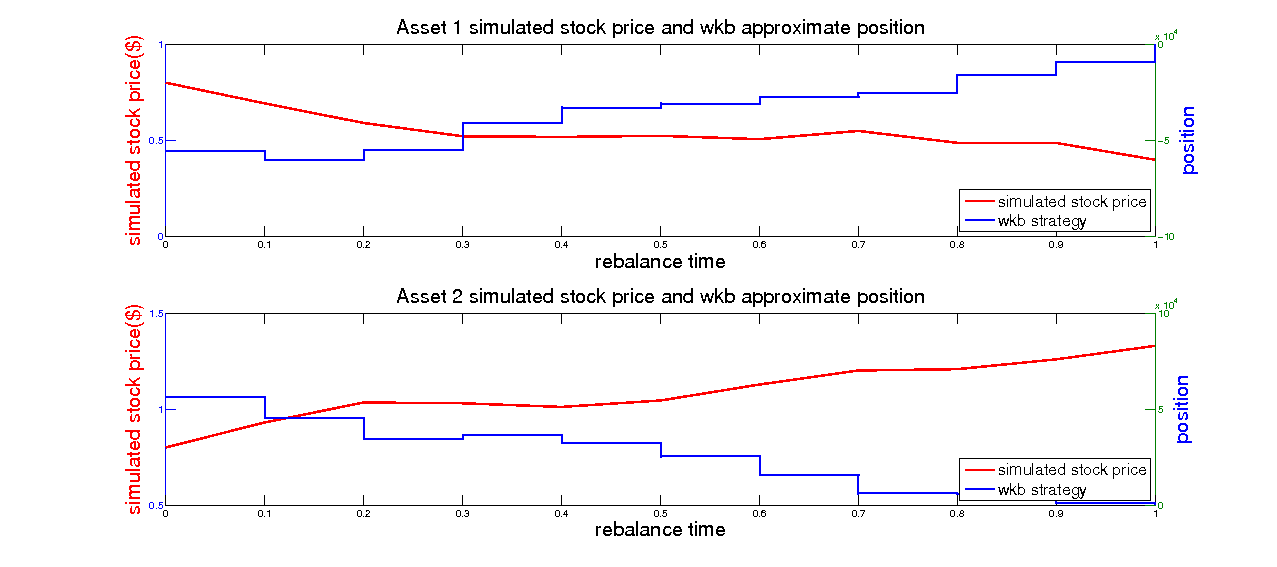 Asset 1 simulated stock price and wkb approximate position
x 10^4
1
0.5
0
simulated stock price($)
0
-5
-10
position
simulated stock price
wkb strategy
0 0.1 0.2 0.3 0.4 0.5 0.6 0.7 0.8 0.9 1
rebalance time
Asset 2 simulated stock price and wkb approximate position
x 10^4
1.5
1
0.5
simulated stock price($)
10
5
0
position
simulated stock price
wkb strategy
0 0.1 0.2 0.3 0.4 0.5 0.6 0.7 0.8 0.9 1
rebalance time